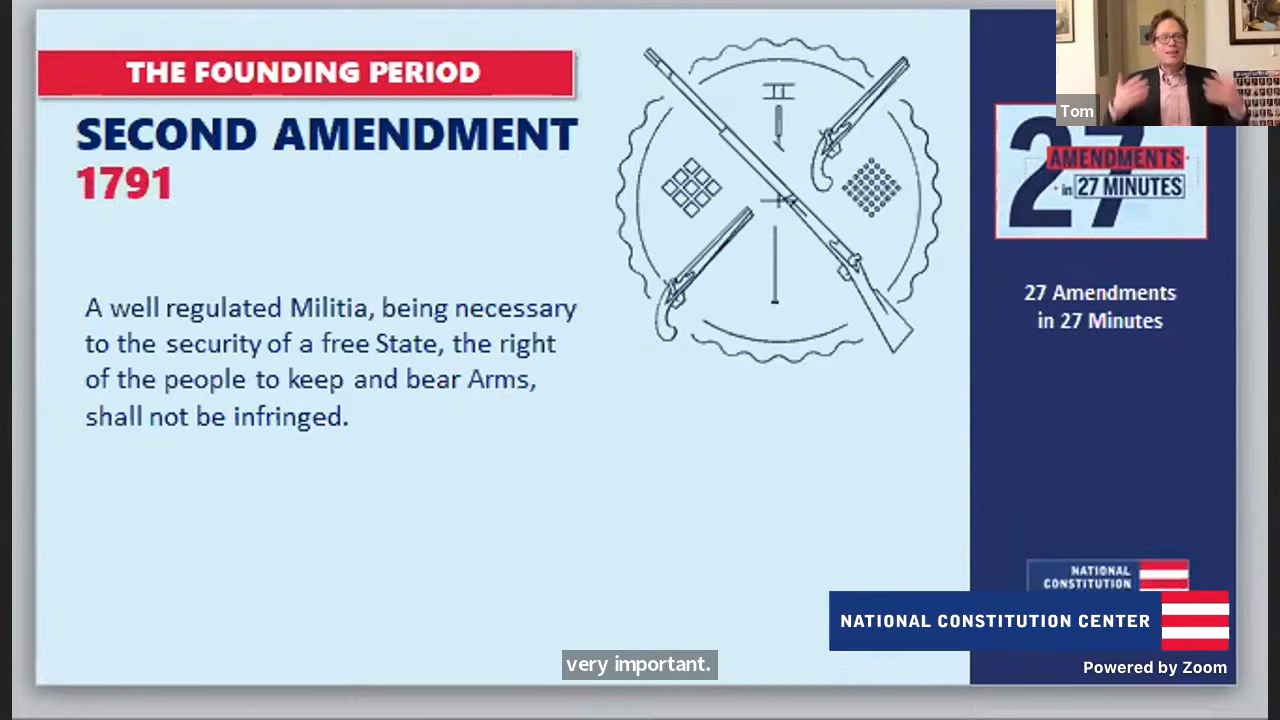 THE FOUNDING PERIOD
SECOND AMENDMENT
1791
A well regulated Militia, being necessary
to the security of a free State, the right
of the people to keep and bear Arms,
shall not be infringed.
II
Tom
27
AMENDMENTS
in 27 MINUTES
27 Amendments
in 27 Minutes
NATIONAL
CONSTITUTION
NATIONAL CONSTITUTION CENTER
Powered by Zoom
very important.